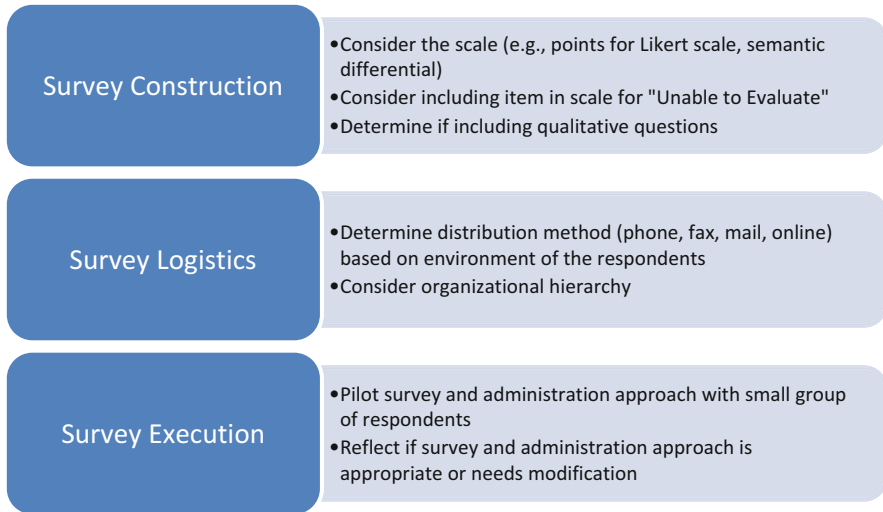 Survey Construction
•Consider the scale (e.g., points for Likert scale, semantic
differential)
•Consider including item in scale for "Unable to Evaluate"
•Determine if including qualitative questions
Survey Logistics
•Determine distribution method (phone, fax, mail, online)
based on environment of the respondents
•Consider organizational hierarchy
Survey Execution
•Pilot survey and administration approach with small group
of respondents
•Reflect if survey and administration approach is
appropriate or needs modification